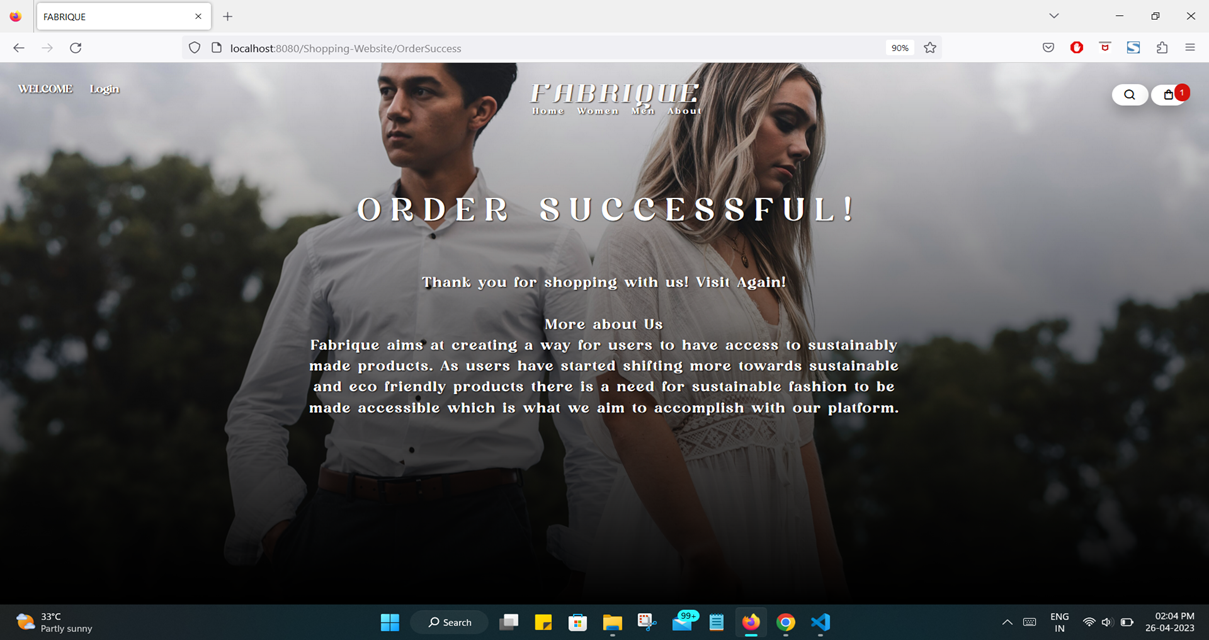 FABRIQUE
localhost:8080/Shopping-Website/OrderSuccess
90%
WELCOME Login
FABRIQUE
1
Home Women Men About
ORDER SUCCESSFUL!
Thank you for shopping with us! Visit Again!
More about Us
Fabrique aims at creating a way for users to have access to sustainably
made products. As users have started shifting more towards sustainable
and eco friendly products there is a need for sustainable fashion to be
made accessible which is what we aim to accomplish with our platform.
33°C
Partly sunny
Search
99+
ENG
IN
02:04 PM
26-04-2023